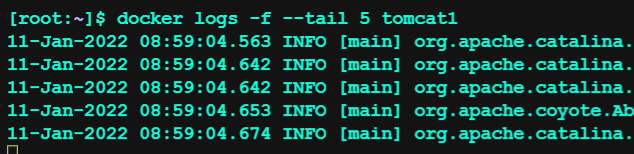 [root:~]$ docker logs -f --tail 5 tomcat1
11-Jan-2022 08:59:04.563 INFO [main] org.apache.catalina.
11-Jan-2022 08:59:04.642 INFO [main] org.apache.catalina.
11-Jan-2022 08:59:04.642 INFO [main] org.apache.catalina.
11-Jan-2022 08:59:04.653 INFO [main] org.apache.coyote.Ab
11-Jan-2022 08:59:04.674 INFO [main] org.apache.catalina.